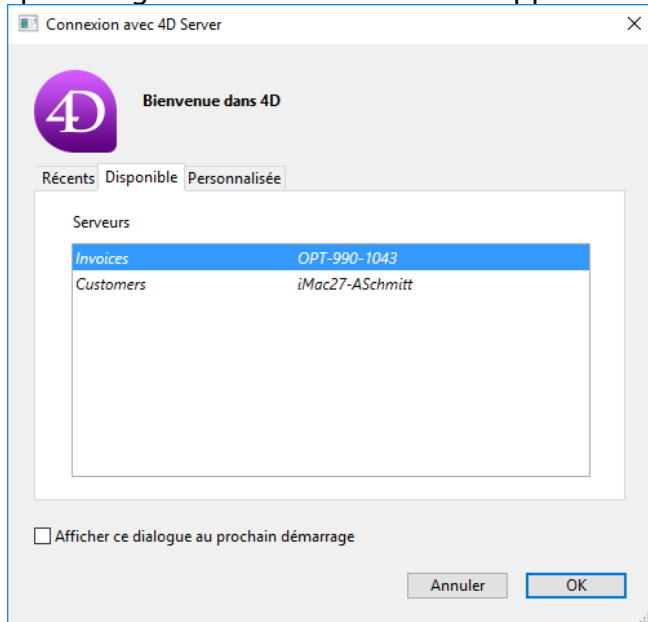 Connexion avec 4D Server
4D
Bienvenue dans 4D
Récents Disponible Personnalisée
Serveurs
Invoices OPT-990-1043
Customers iMac27-ASchmitt
Afficher ce dialogue au prochain démarrage
Annuler OK